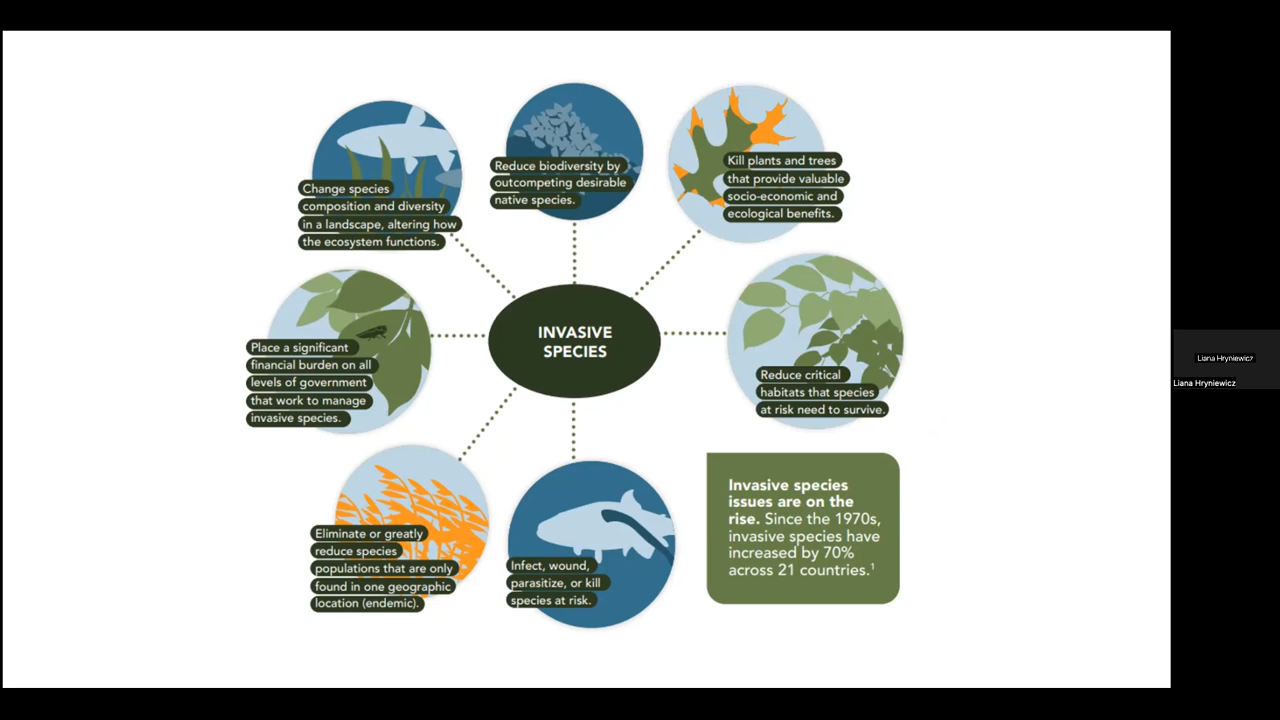 Change species
composition and diversity
in a landscape, altering how
the ecosystem functions.
Reduce biodiversity by
outcompeting desirable
native species.
Kill plants and trees
that provide valuable
socio-economic and
ecological benefits.
Place a significant
financial burden on all
levels of government
that work to manage
invasive species.
INVASIVE
SPECIES
Reduce critical
habitats that species
at risk need to survive.
Eliminate or greatly
reduce species
populations that are only
found in one geographic
location (endemic).
Infect, wound,
parasitize, or kill
species at risk.
Invasive species
issues are on the
rise. Since the 1970s,
invasive species have
increased by 70%
across 21 countries.¹
Liana Hryniewicz
Liana Hryniewicz